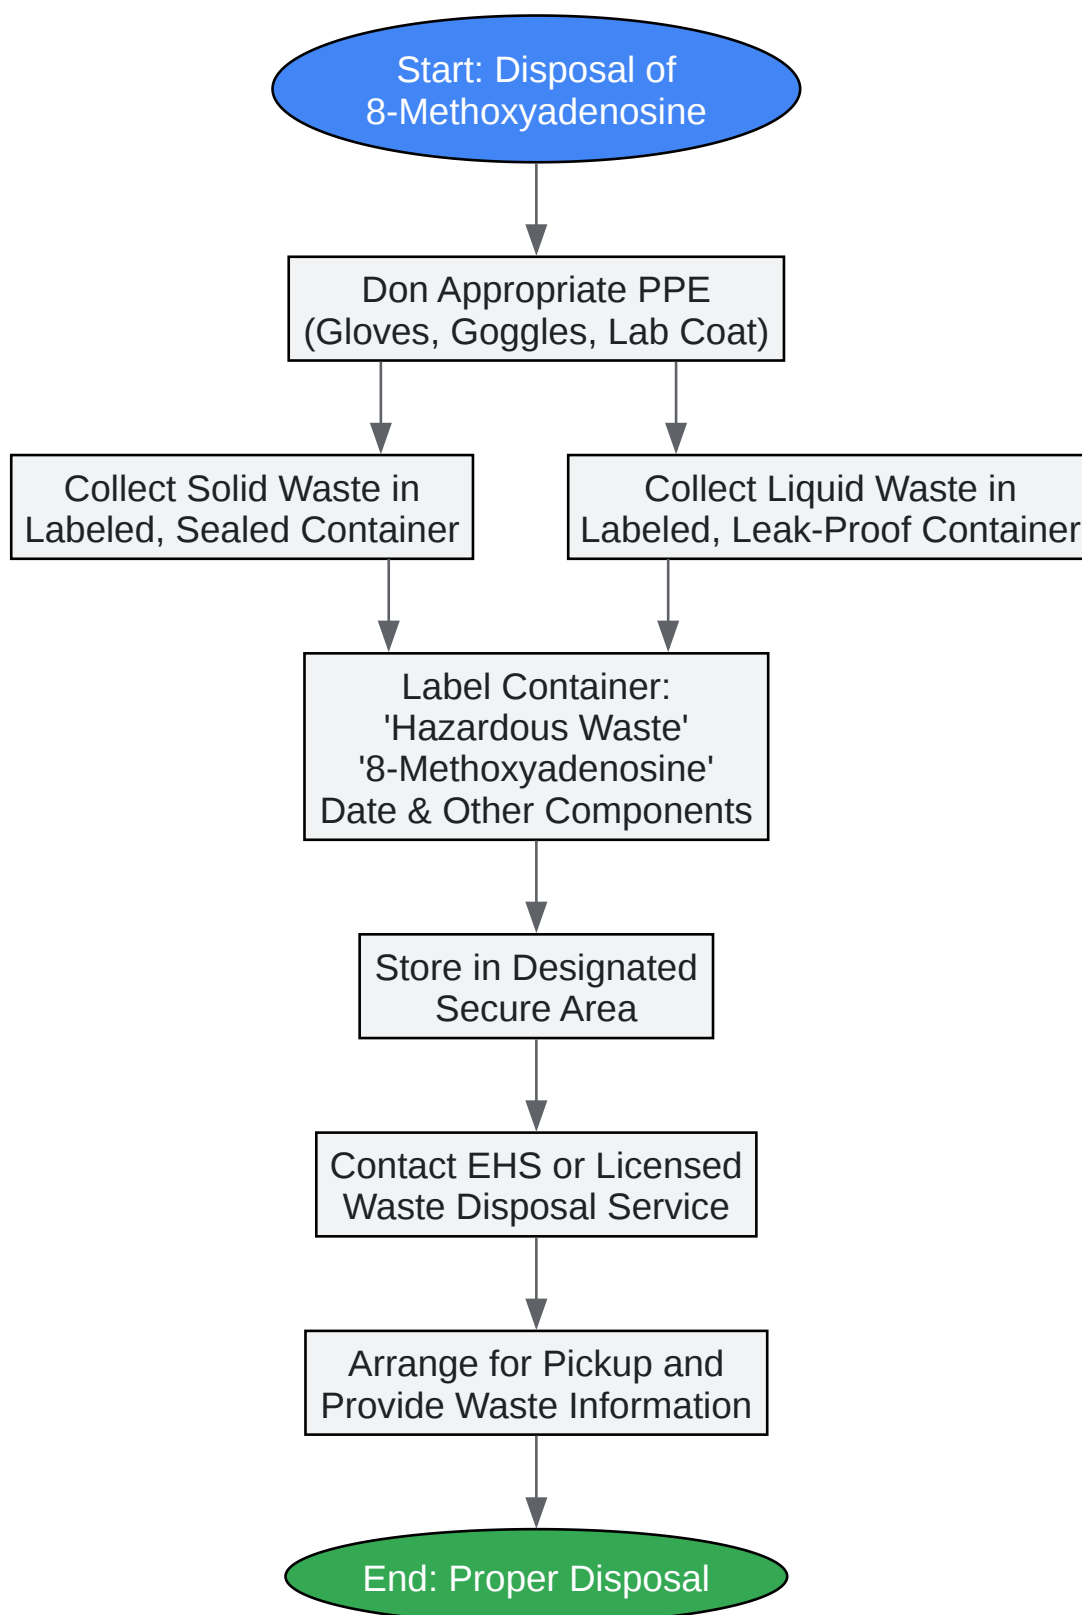 Start: Disposal of
8-Methoxyadenosine
Don Appropriate PPE
(Gloves, Goggles, Lab Coat)
Collect Solid Waste in
Labeled, Sealed Container
Collect Liquid Waste in
Labeled, Leak-Proof Container
Label Container:
'Hazardous Waste'
'8-Methoxyadenosine'
Date & Other Components
Store in Designated
Secure Area
Contact EHS or Licensed
Waste Disposal Service
Arrange for Pickup and
Provide Waste Information
End: Proper Disposal